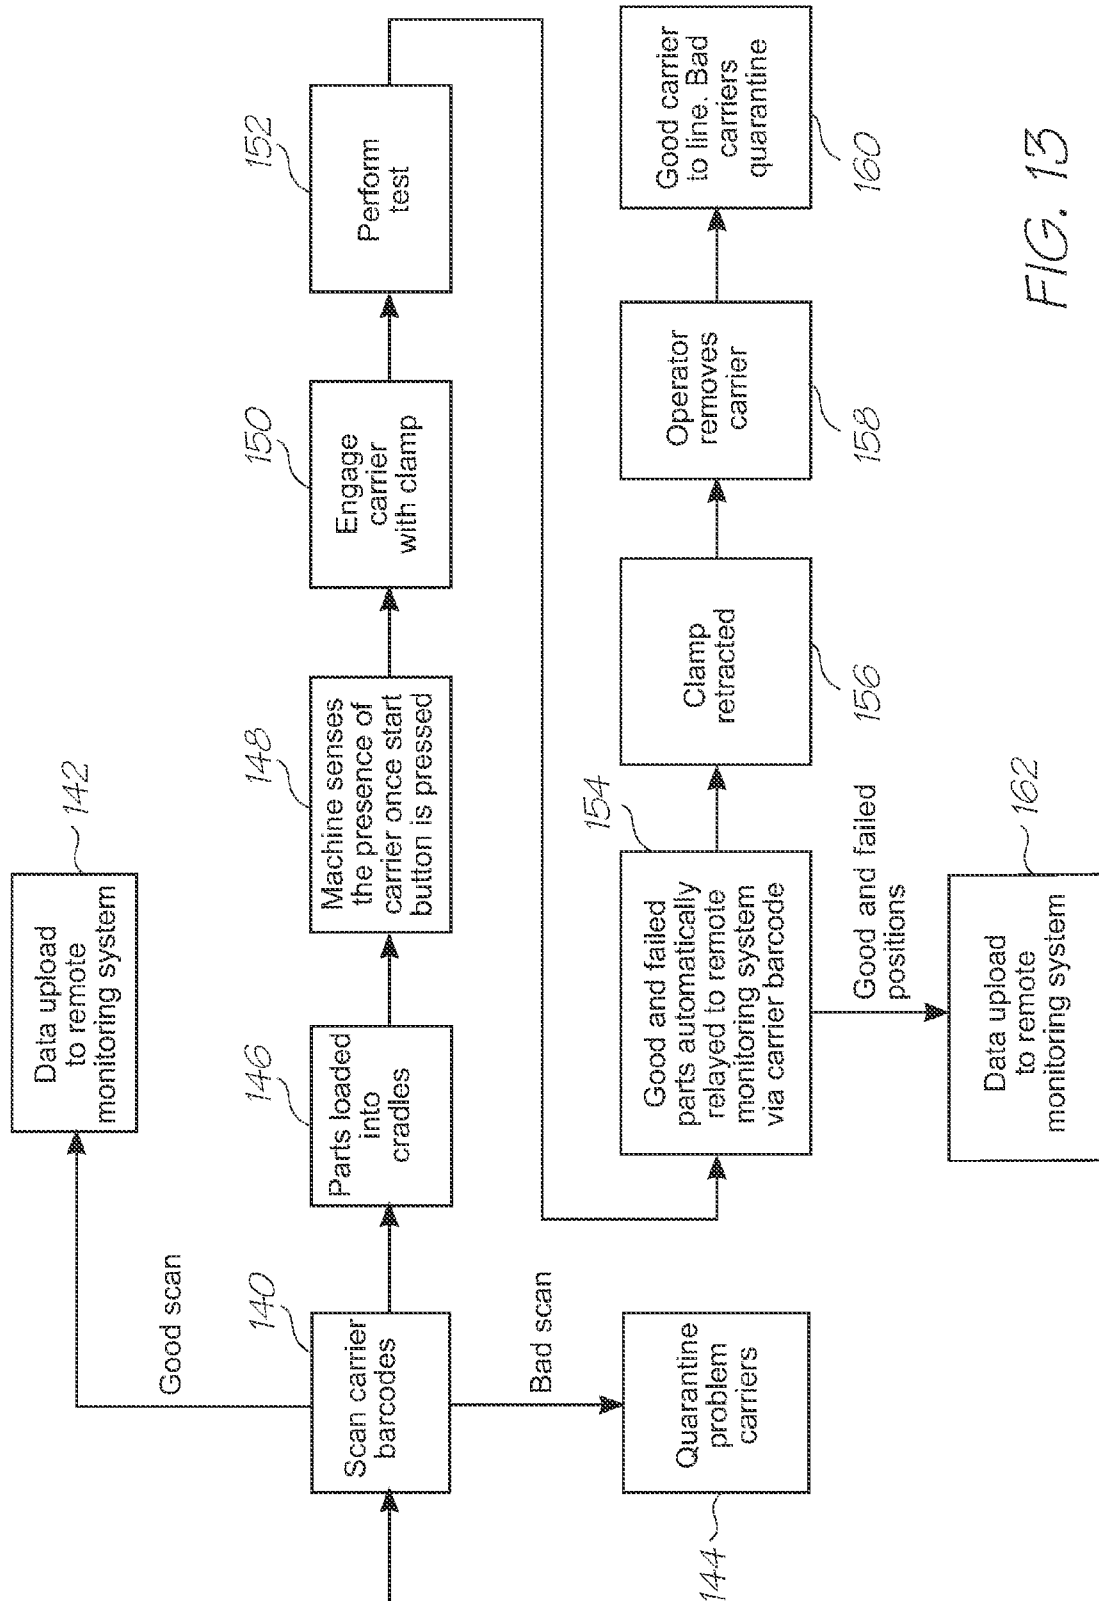 142
Data upload
to remote
monitoring system
Good scan
140
Scan carrier
barcodes
Bad scan
Quarantine
problem
carriers
144
146
Parts loaded
into
cradles
148
Machine senses
the presence of
carrier once start
button is pressed
150
Engage
carrier
with clamp
152
Perform
test
154
Good and failed
parts automatically
relayed to remote
monitoring system
via carrier barcode
Good and failed
positions
162
Data upload
to remote
monitoring system
Clamp
retracted
156
Operator
removes
carrier
158
Good carrier
to line. Bad
carriers
quarantine
160
FIG. 13